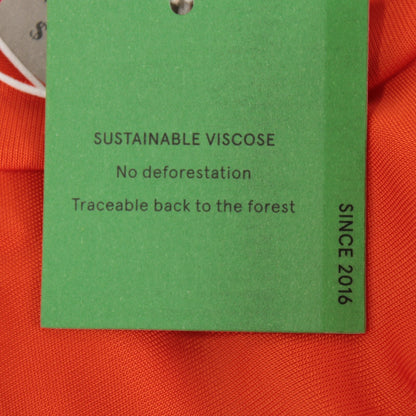 SUSTAINABLE VISCOSE
No deforestation
Traceable back to the forest
SINCE 2016